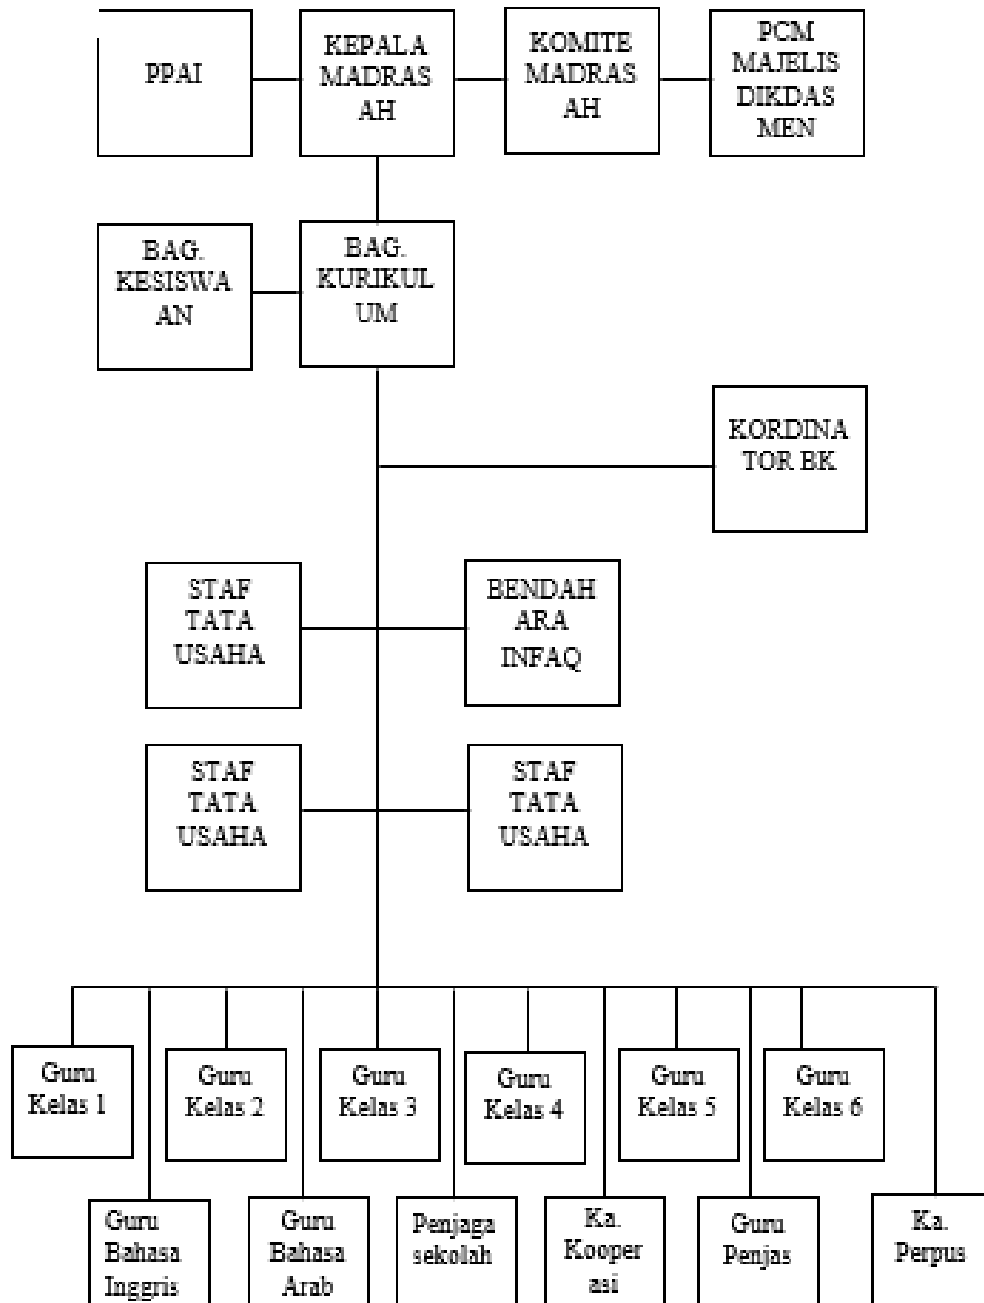 PPAI
KEPALA
MADRAS
AH
KOMITE
MADRAS
AH
PCM
MAJELIS
DIKDAS
MEN
BAG.
KESISWA
AN
BAG.
KURIKUL
UM
KORDINA
TOR BK
STAF
TATA
USAHA
BENDAH
ARA
INFAQ
STAF
TATA
USAHA
STAF
TATA
USAHA
Guru
Kelas 1
Guru
Kelas 2
Guru
Kelas 3
Guru
Kelas 4
Guru
Kelas 5
Guru
Kelas 6
Guru
Bahasa
Inggris
Guru
Bahasa
Arab
Penjaga
sekolah
Ka.
Kooper
asi
Guru
Penjas
Ka.
Perpus